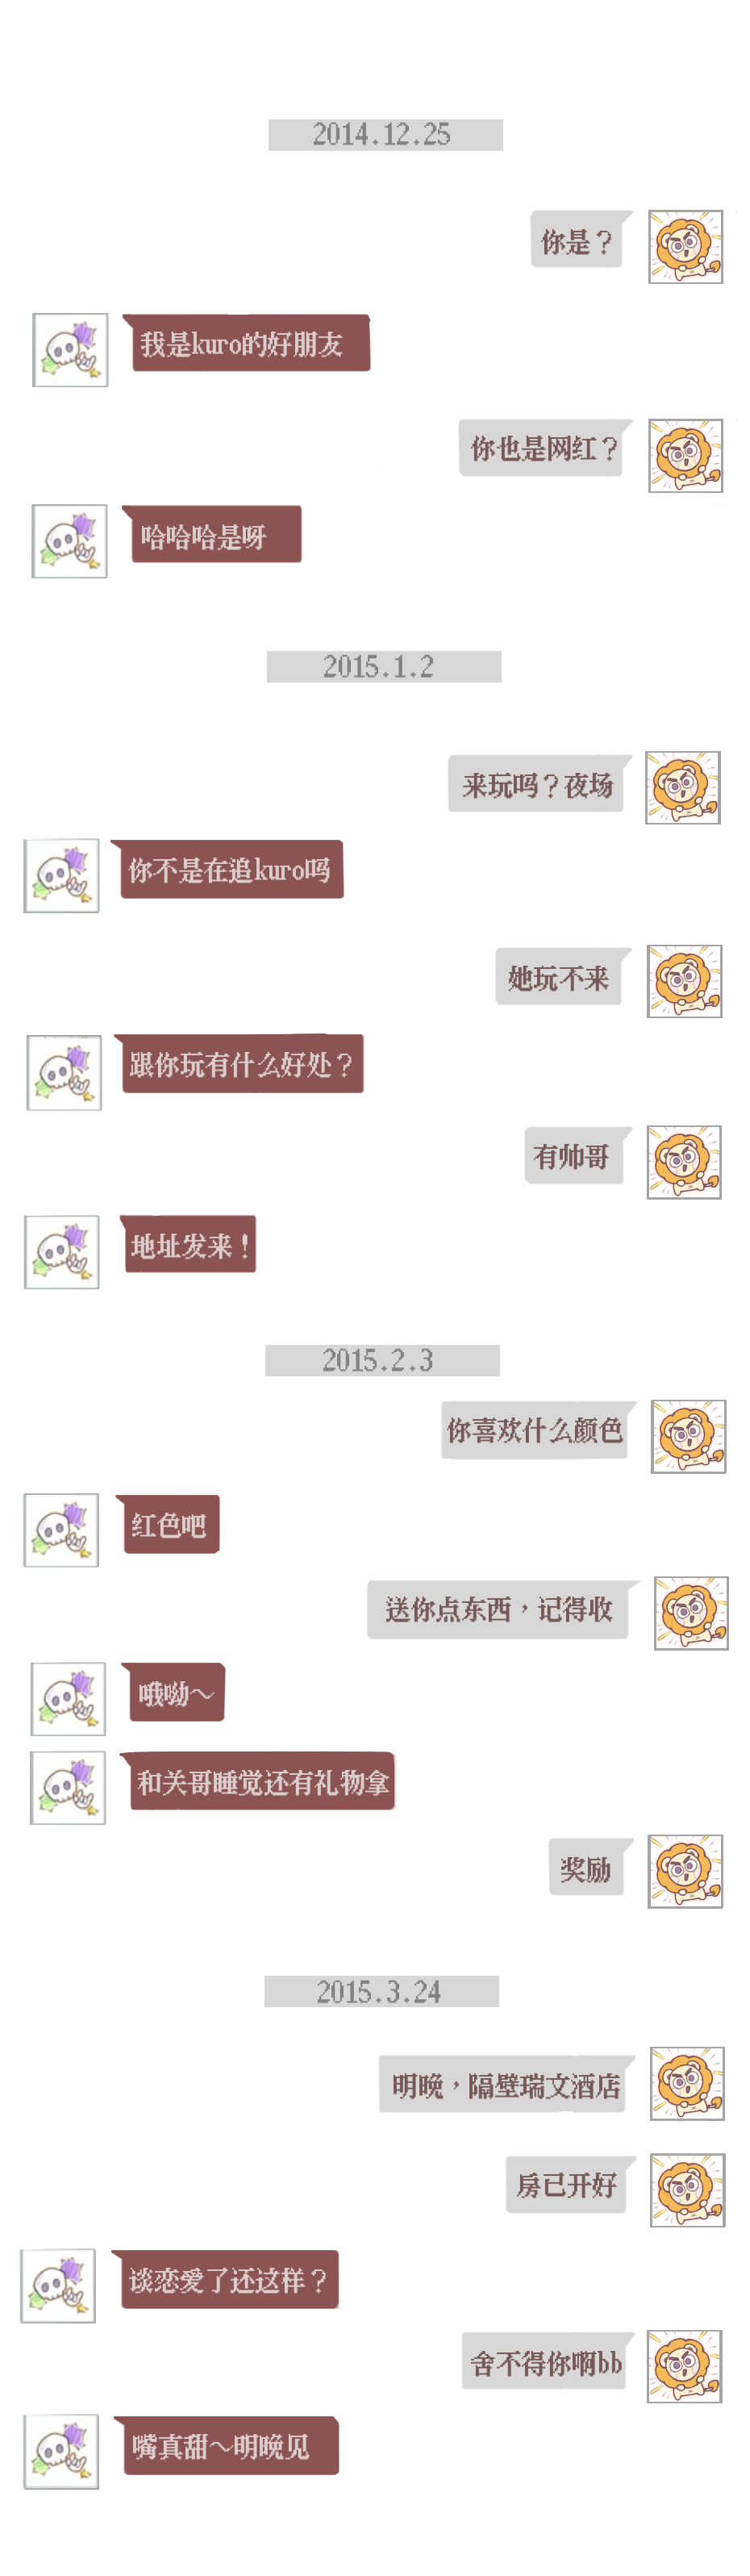 2014.12.25
你是？
我是kuro的好朋友
你也是网红？
哈哈哈是呀
2015.1.2
来玩吗？夜场
你不是在追kuro吗
她玩不来
跟你玩有什么好处？
有帅哥
地址发来！
2015.2.3
你喜欢什么颜色
红色吧
送你点东西，记得收
哦呦～
和关哥睡觉还有礼物拿
奖励
2015.3.24
明晚，隔壁瑞文酒店
房已开好
谈恋爱了还这样？
舍不得你啊bb
嘴真甜～明晚见